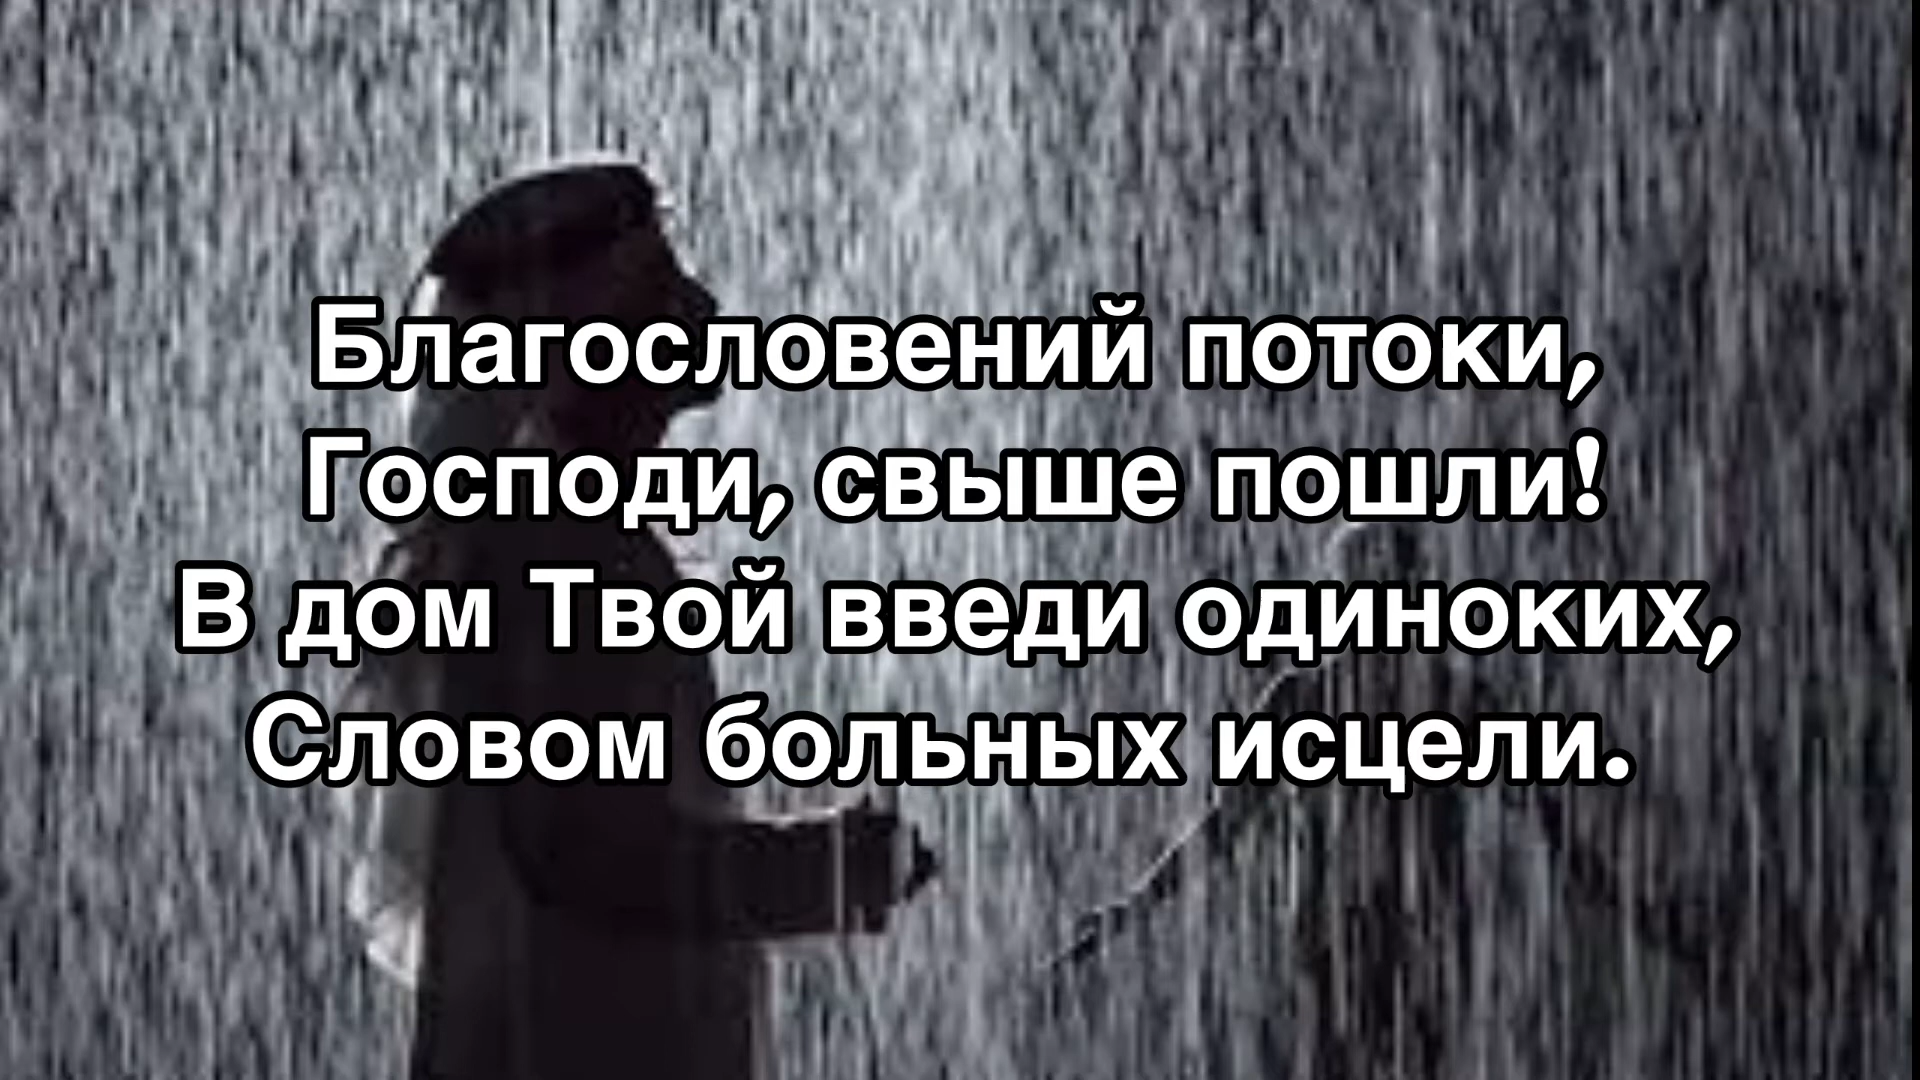 Благословений потоки,
Господи, свыше пошли!
В дом Твой введи одиноких,
Словом больных исцели.